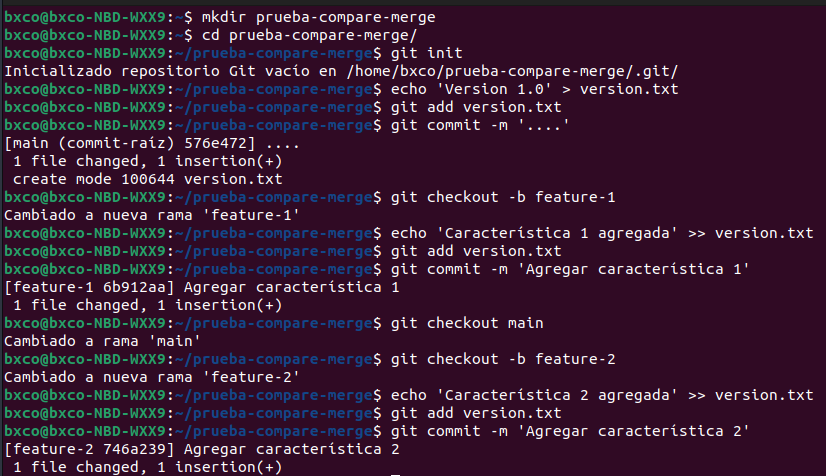 bxco@bxco-NBD-WXX9:~$ mkdir prueba-compare-merge
bxco@bxco-NBD-WXX9:~$ cd prueba-compare-merge/
bxco@bxco-NBD-WXX9:~/prueba-compare-merge$ git init
Inicializado repositorio Git vacío en /home/bxco/prueba-compare-merge/.git/
bxco@bxco-NBD-WXX9:~/prueba-compare-merge$ echo 'Version 1.0' > version.txt
bxco@bxco-NBD-WXX9:~/prueba-compare-merge$ git add version.txt
bxco@bxco-NBD-WXX9:~/prueba-compare-merge$ git commit -m '....'
[main (commit-raíz) 576e472] ....
 1 file changed, 1 insertion(+)
 create mode 100644 version.txt
bxco@bxco-NBD-WXX9:~/prueba-compare-merge$ git checkout -b feature-1
Cambiado a nueva rama 'feature-1'
bxco@bxco-NBD-WXX9:~/prueba-compare-merge$ echo 'Característica 1 agregada' >> version.txt
bxco@bxco-NBD-WXX9:~/prueba-compare-merge$ git add version.txt
bxco@bxco-NBD-WXX9:~/prueba-compare-merge$ git commit -m 'Agregar característica 1'
[feature-1 6b912aa] Agregar característica 1
 1 file changed, 1 insertion(+)
bxco@bxco-NBD-WXX9:~/prueba-compare-merge$ git checkout main
Cambiado a rama 'main'
bxco@bxco-NBD-WXX9:~/prueba-compare-merge$ git checkout -b feature-2
Cambiado a nueva rama 'feature-2'
bxco@bxco-NBD-WXX9:~/prueba-compare-merge$ echo 'Característica 2 agregada' >> version.txt
bxco@bxco-NBD-WXX9:~/prueba-compare-merge$ git add version.txt
bxco@bxco-NBD-WXX9:~/prueba-compare-merge$ git commit -m 'Agregar característica 2'
[feature-2 746a239] Agregar característica 2
 1 file changed, 1 insertion(+)